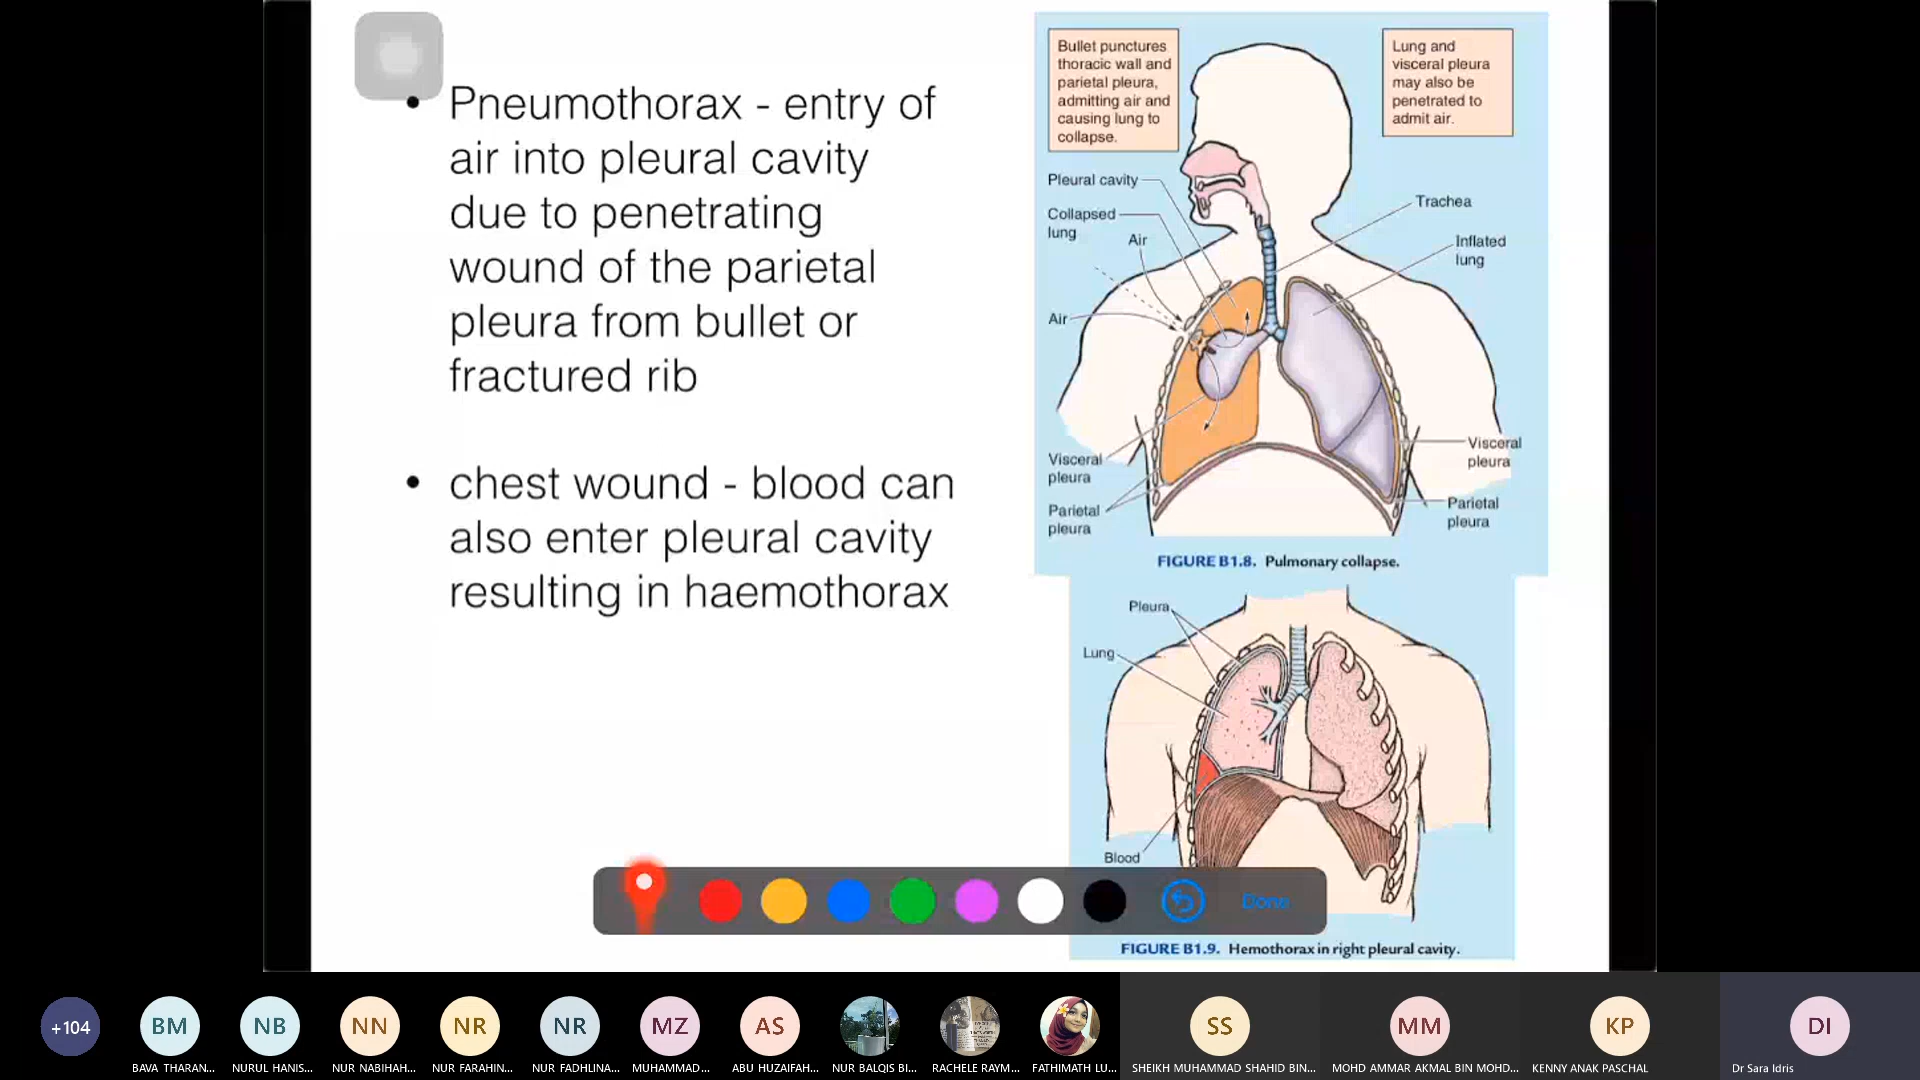 • Pneumothorax - entry of
air into pleural cavity
due to penetrating
wound of the parietal
pleura from bullet or
fractured rib
• chest wound - blood can
also enter pleural cavity
resulting in haemothorax
Bullet punctures
thoracic wall and
parietal pleura,
admitting air and
causing lung to
collapse.
Lung and
visceral pleura
may also be
penetrated to
admit air.
Pleural cavity
Collapsed
lung
Air
Air
Trachea
Inflated
lung
Visceral
pleura
Parietal
pleura
Visceral
pleura
Parietal
pleura
FIGURE B1.8. Pulmonary collapse.
Pleura
Lung
Blood
Done
FIGURE B1.9. Hemothorax in right pleural cavity.
+104
BM
NB
NN
NR
NR
MZ
AS
SS
MM
KP
DI
BAVA THARAN...
NURUL HANIS...
NUR NABIHAH...
NUR FARAHIN...
NUR FADHLINA...
MUHAMMAD...
ABU HUZAIFAH...
NUR BALQIS BI...
RACHELE RAYM...
FATHIMATH LU...
SHEIKH MUHAMMAD SHAHID BIN...
MOHD AMMAR AKMAL BIN MOHD...
KENNY ANAK PASCHAL
Dr Sara Idris